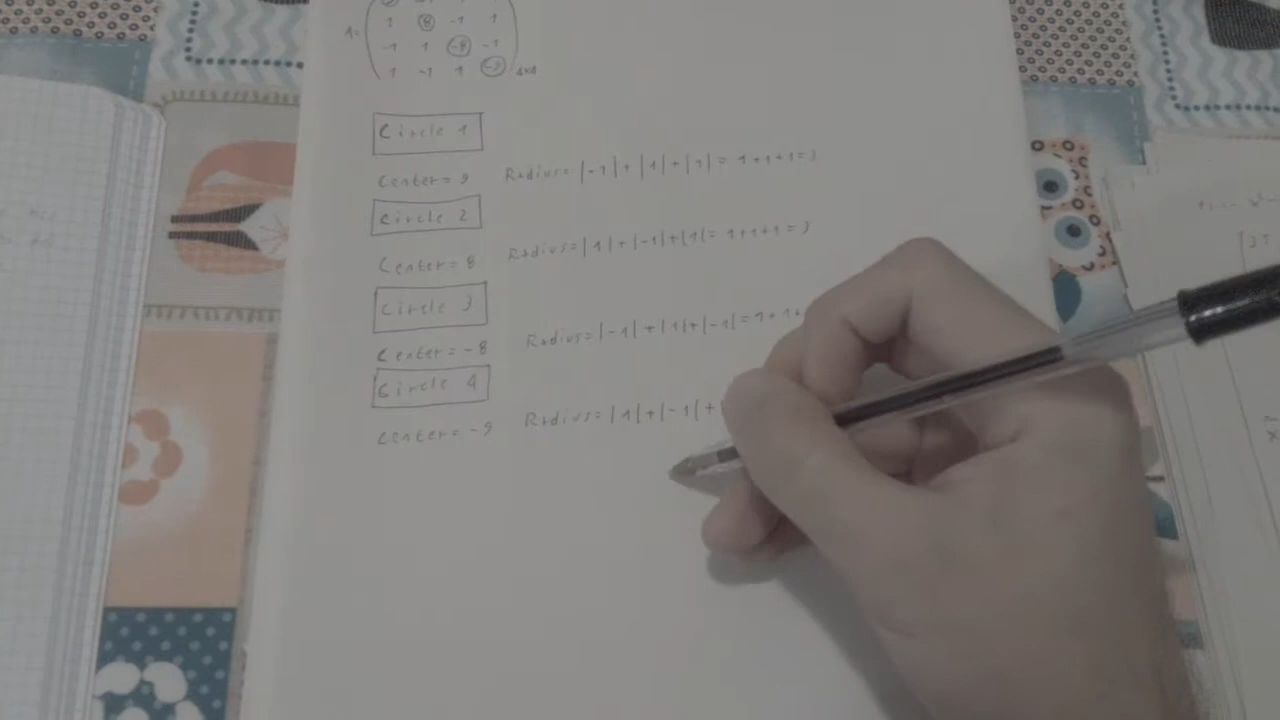 1 8 -1 1
A= -1 1 -8 -1
1 -1 1 -9 4x4
Circle 1
Center = 9 Radius = |-1|+|1|+|1| = 1+1+1=3
Circle 2
Center = 8 Radius = |1|+|-1|+|1| = 1+1+1=3
Circle 3
Center = -8 Radius = |-1|+|1|+|-1| = 1+1+
Circle 4
Center = -9 Radius = |1|+|-1|+